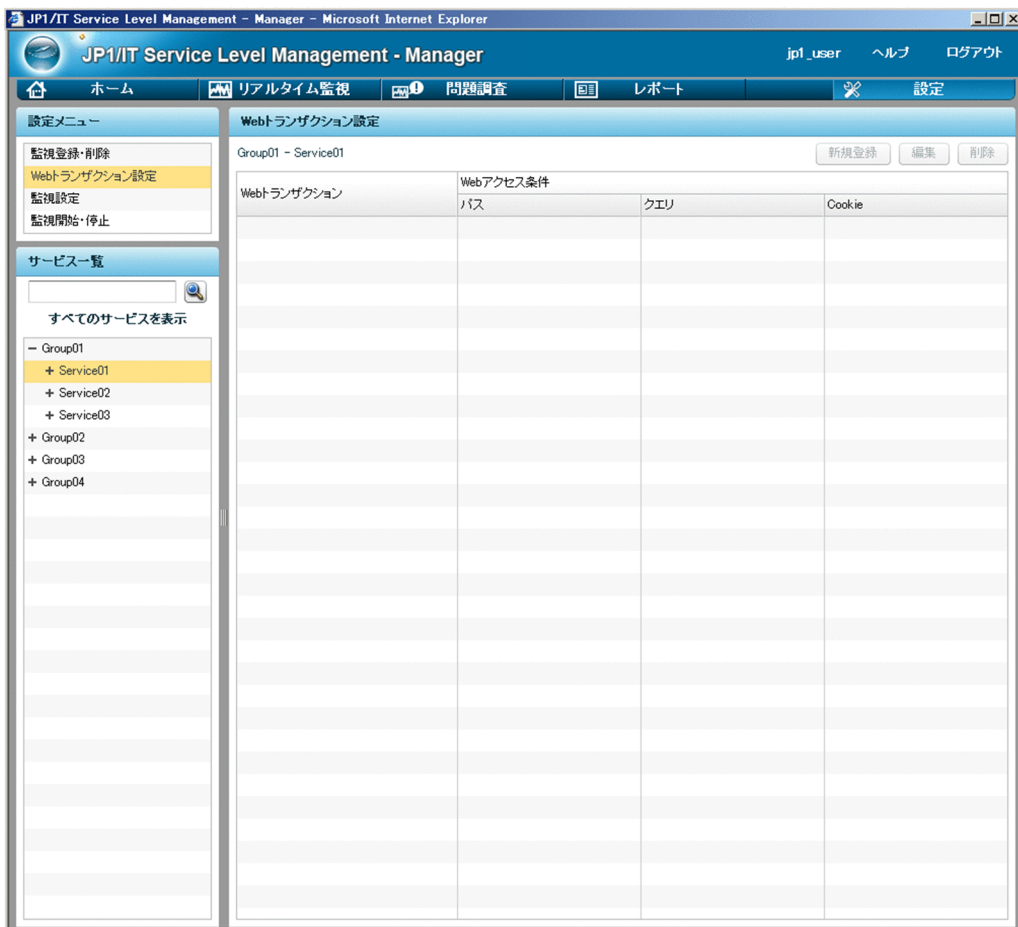 JP1/IT Service Level Management - Manager - Microsoft Internet Explorer
JP1/IT Service Level Management - Manager
jp1_user ヘルプ ログアウト
ホーム リアルタイム監視 問題調査 レポート 設定
設定メニュー
監視登録・削除
Webトランザクション設定
監視設定
監視開始・停止
サービス一覧
すべてのサービスを表示
− Group01
+ Service01
+ Service02
+ Service03
+ Group02
+ Group03
+ Group04
Webトランザクション設定
Group01 - Service01
新規登録 編集 削除
Webトランザクション
Webアクセス条件
パス クエリ Cookie